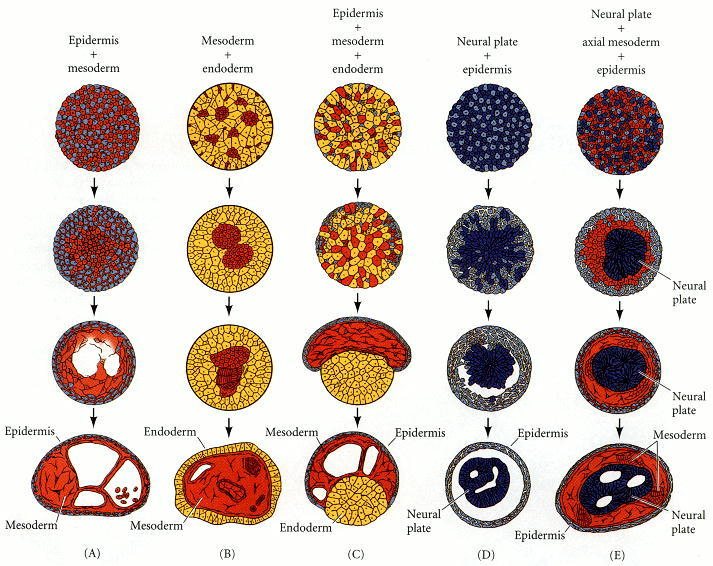 Epidermis
+
mesoderm
Mesoderm
+
endoderm
Epidermis
+
mesoderm
+
endoderm
Neural plate
+
epidermis
Neural plate
+
axial mesoderm
+
epidermis
Neural
plate
Neural
plate
Epidermis
Mesoderm
Endoderm
Mesoderm
Mesoderm
Epidermis
Endoderm
Epidermis
Neural
plate
Mesoderm
Neural
plate
Epidermis
(A)
(B)
(C)
(D)
(E)